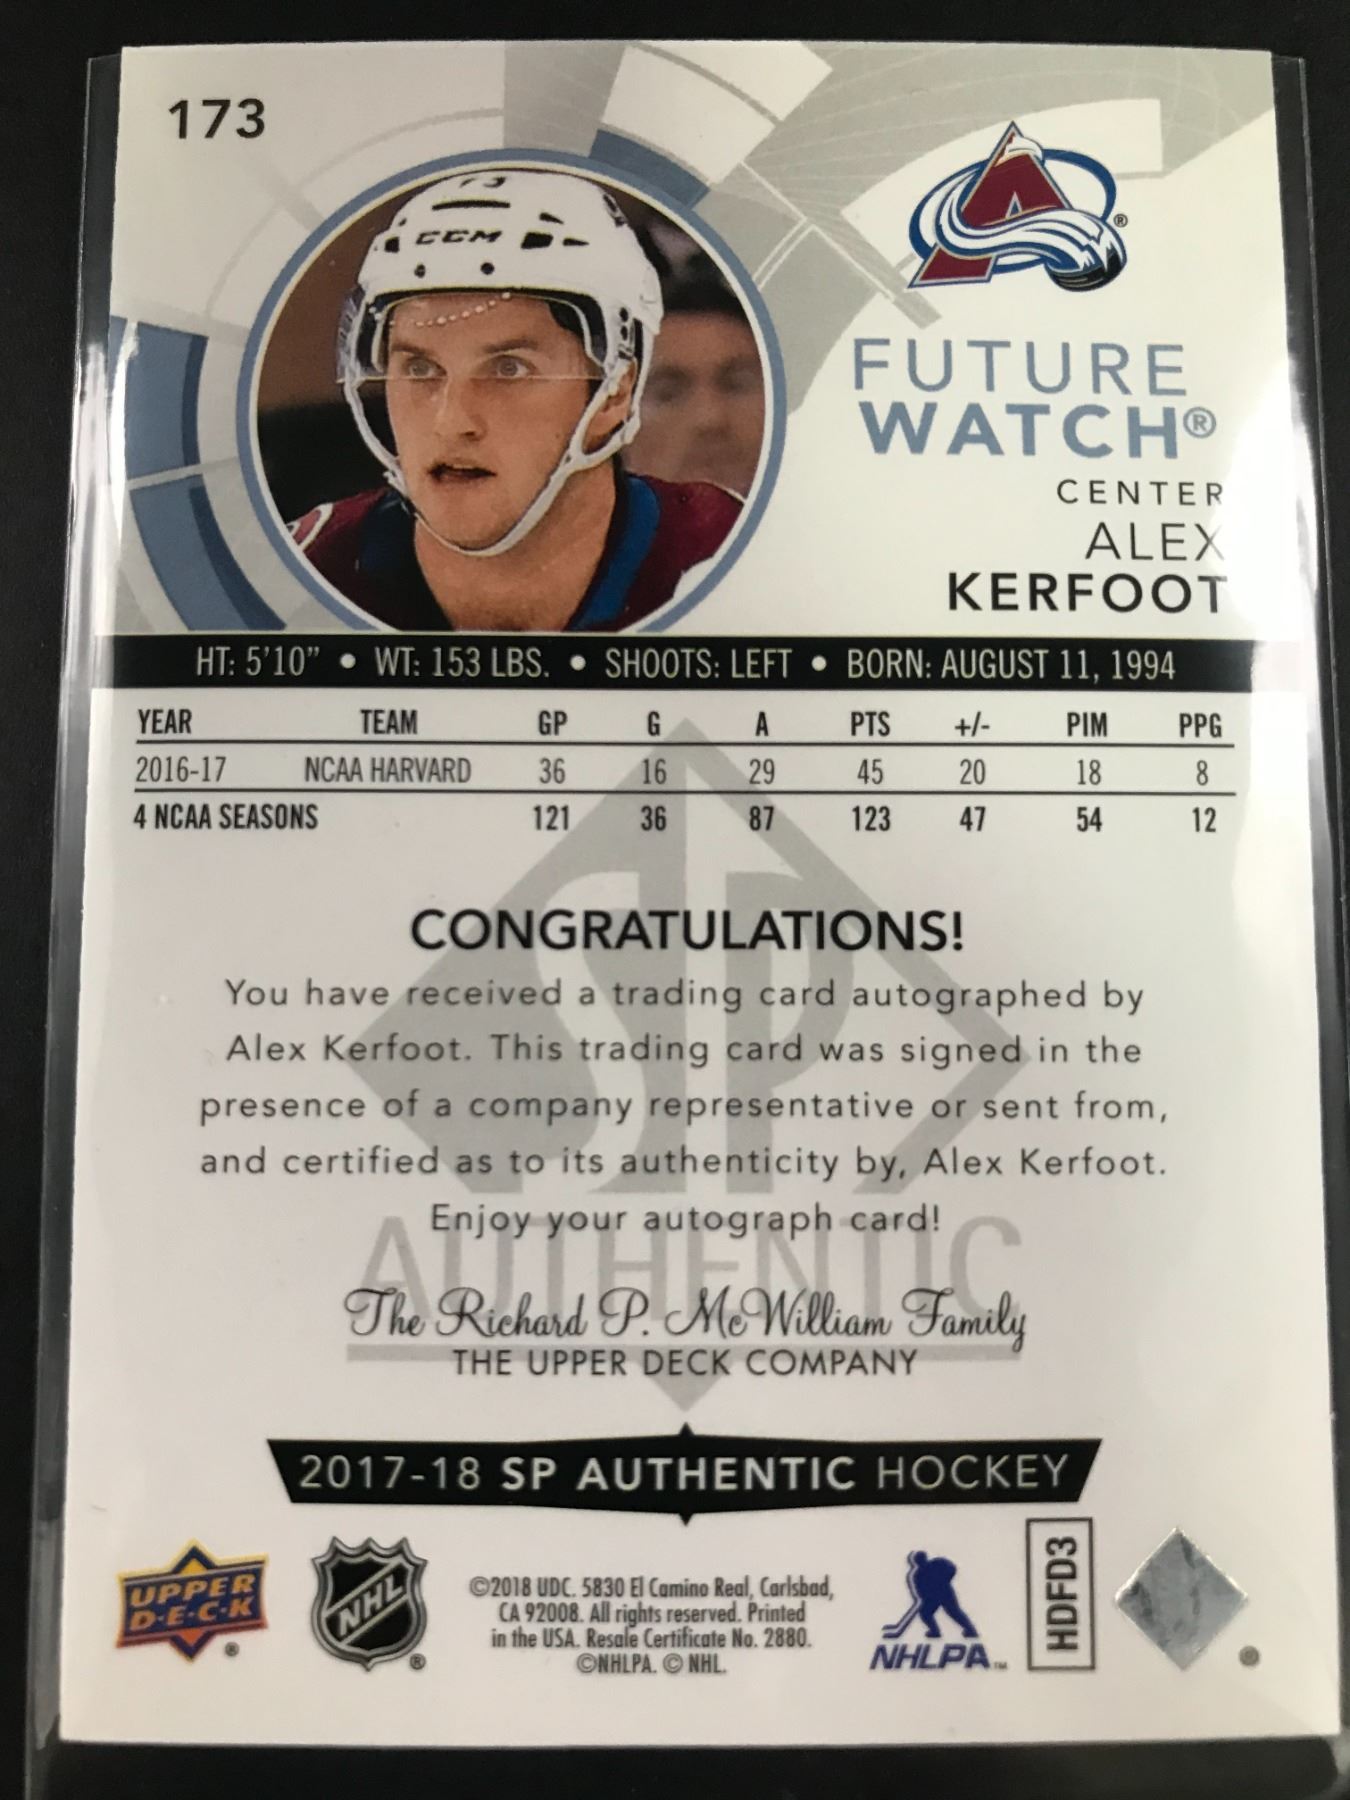 173
73
CCM
A ®
FUTURE
WATCH®
CENTER
ALEX
KERFOOT
HT: 5'10" • WT: 153 LBS. • SHOOTS: LEFT • BORN: AUGUST 11, 1994
YEAR TEAM GP G A PTS +/- PIM PPG
2016-17 NCAA HARVARD 36 16 29 45 20 18 8
4 NCAA SEASONS 121 36 87 123 47 54 12
SP
AUTHENTIC
CONGRATULATIONS!
You have received a trading card autographed by
Alex Kerfoot. This trading card was signed in the
presence of a company representative or sent from,
and certified as to its authenticity by, Alex Kerfoot.
Enjoy your autograph card!
The Richard P. McWilliam Family
THE UPPER DECK COMPANY
2017-18 SP AUTHENTIC HOCKEY
UPPER
D·E·C·K ®
NHL ®
©2018 UDC. 5830 El Camino Real, Carlsbad,
CA 92008. All rights reserved. Printed
in the USA. Resale Certificate No. 2880.
©NHLPA. © NHL.
NHLPA™
HDFD3
®